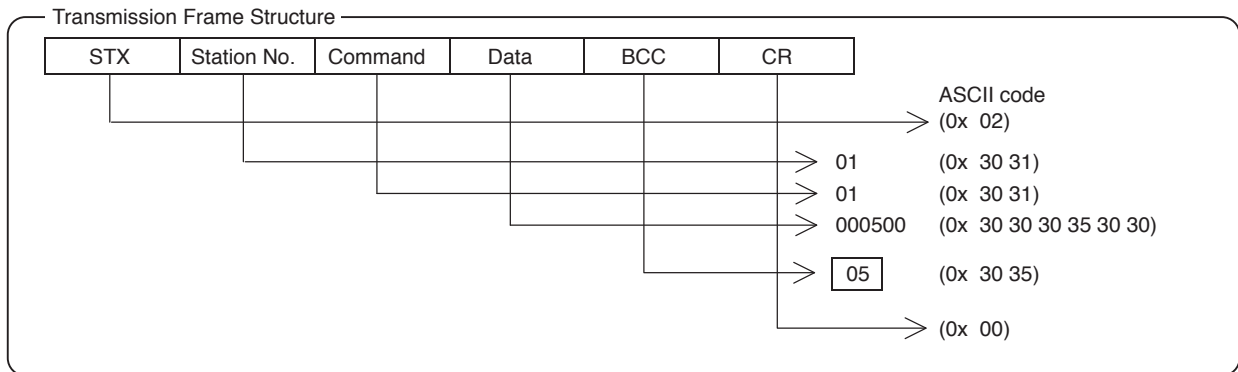 Transmission Frame Structure
STX Station No. Command Data BCC CR
ASCII code
(0x 02)
01 (0x 30 31)
01 (0x 30 31)
000500 (0x 30 30 30 35 30 30)
05 (0x 30 35)
(0x 00)